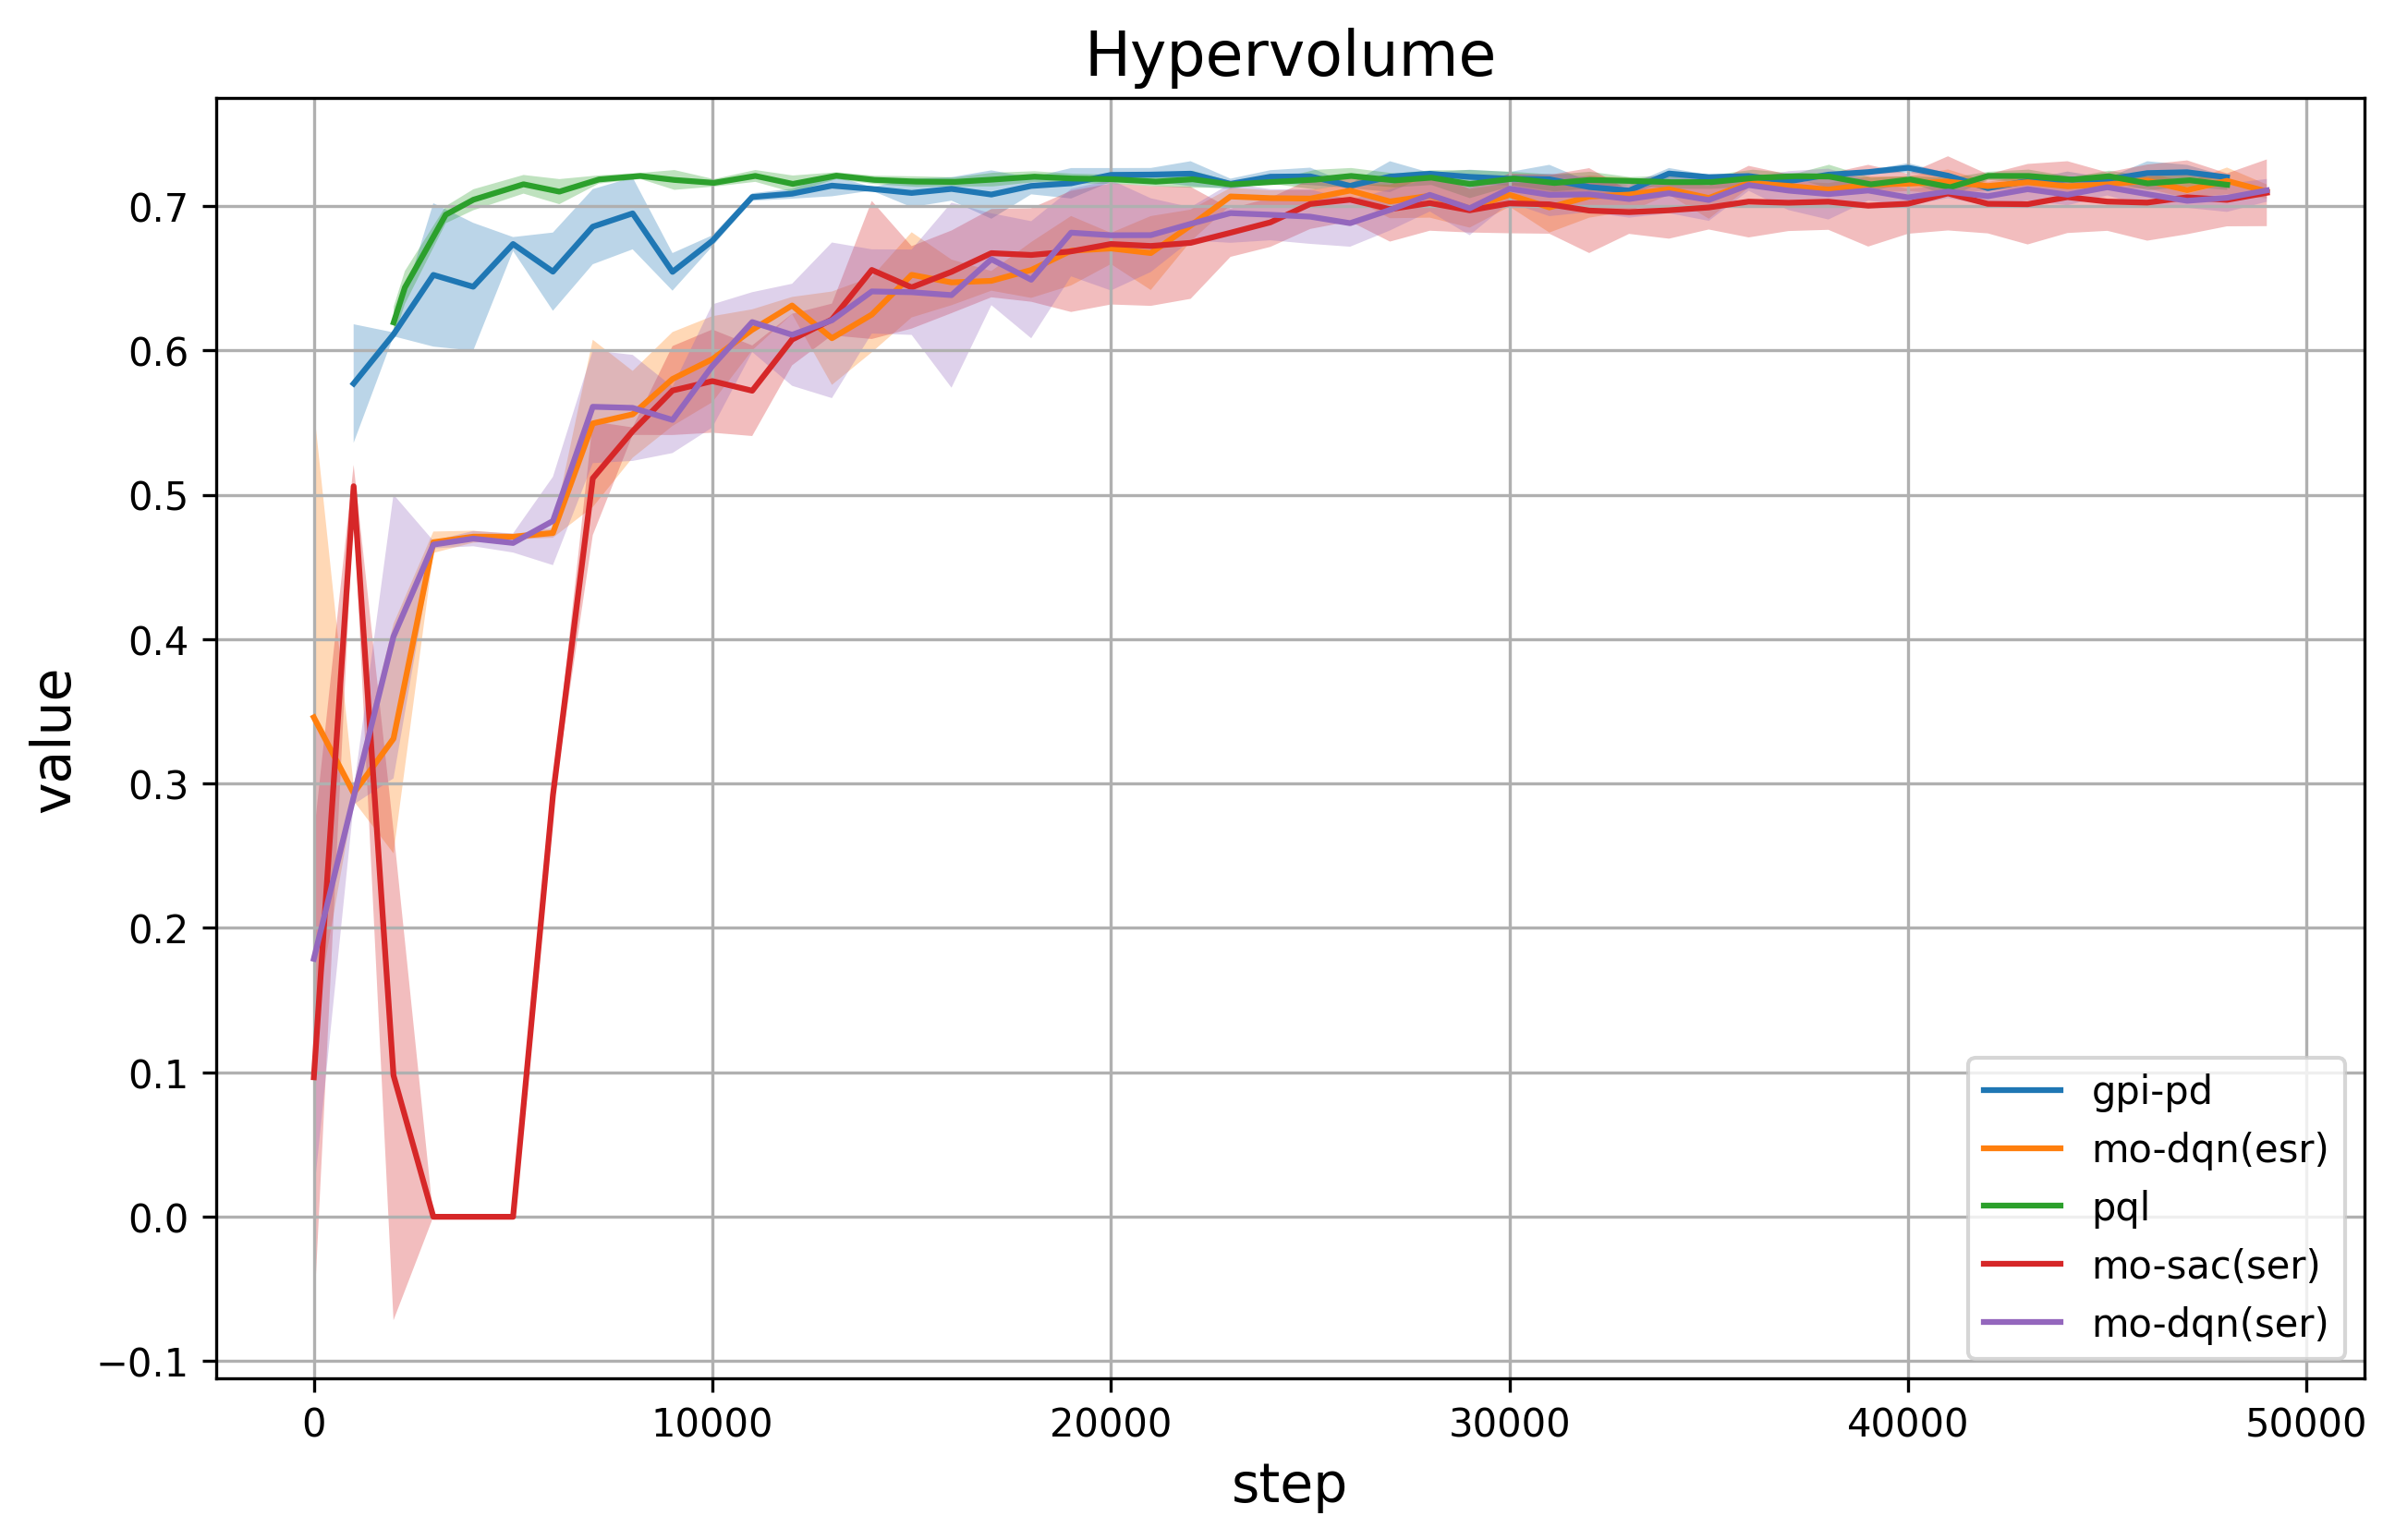 Hypervolume
value
0.7
0.6
0.5
0.4
0.3
0.2
0.1
0.0
−0.1
0 10000 20000 30000 40000 50000
step
gpi-pd
mo-dqn(esr)
pql
mo-sac(ser)
mo-dqn(ser)